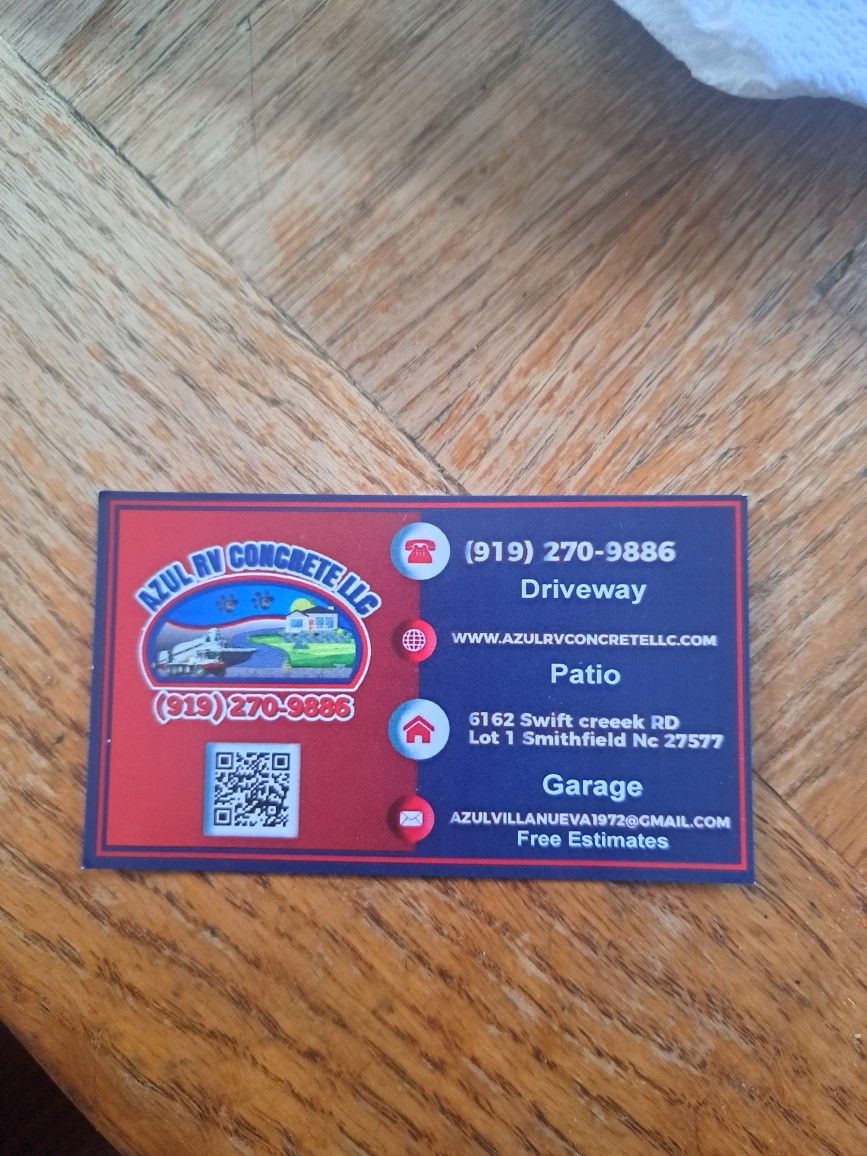 AZUL RV CONCRETE, LLC
(919) 270-9886
(919) 270-9886
Driveway
WWW.AZULRVCONCRETELLC.COM
Patio
6162 Swift creeek RD
Lot 1 Smithfield Nc 27577
Garage
AZULVILLANUEVA1972@GMAIL.COM
Free Estimates